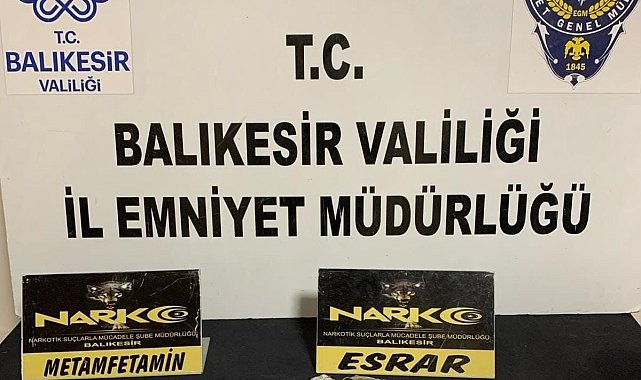 T.C.
BALIKESİR
VALİLİĞİ
EGM
1845
T.C.
BALIKESİR VALİLİĞİ
İL EMNİYET MÜDÜRLÜĞÜ
NARKO
NARKOTİK SUÇLARLA MÜCADELE ŞUBE MÜDÜRLÜĞÜ
BALIKESİR
METAMFETAMİN
NARKO
NARKOTİK SUÇLARLA MÜCADELE ŞUBE MÜDÜRLÜĞÜ
BALIKESİR
ESRAR